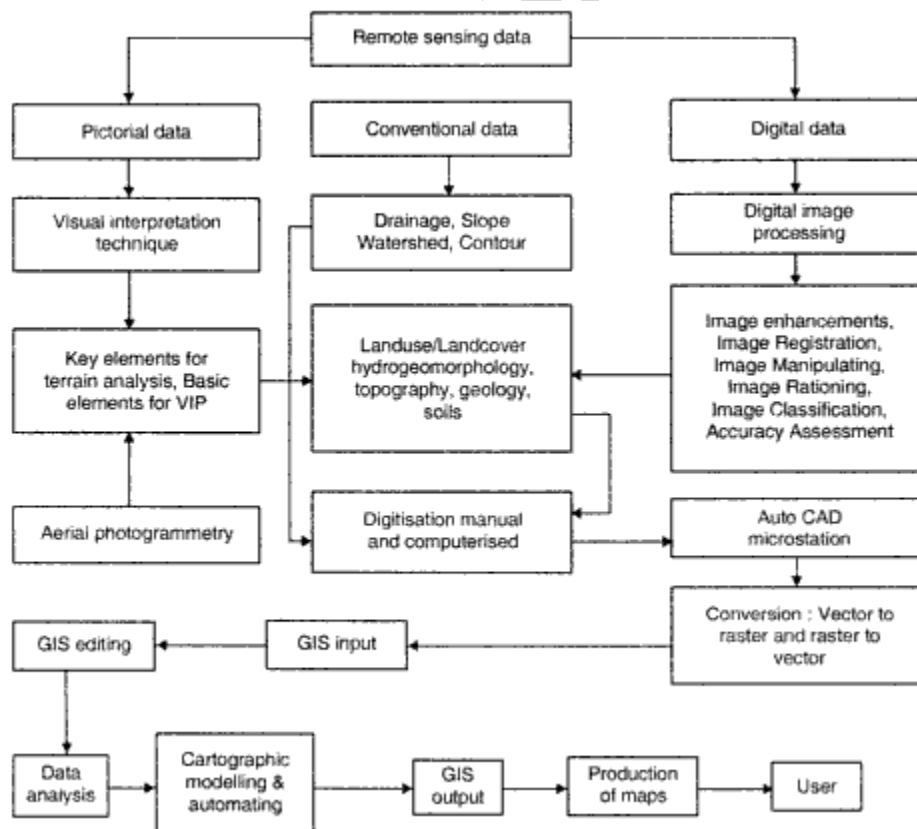 Remote sensing data
Pictorial data
Conventional data
Digital data
Visual interpretation
technique
Drainage, Slope
Watershed, Contour
Digital image
processing
Key elements for
terrain analysis, Basic
elements for VIP
Landuse/Landcover
hydrogeomorphology,
topography, geology,
soils
Image enhancements,
Image Registration,
Image Manipulating,
Image Rationing,
Image Classification,
Accuracy Assessment
Aerial photogrammetry
Digitisation manual
and computerised
Auto CAD
microstation
GIS editing
GIS input
Conversion : Vector to
raster and raster to
vector
Data
analysis
Cartographic
modelling &
automating
GIS
output
Production
of maps
User